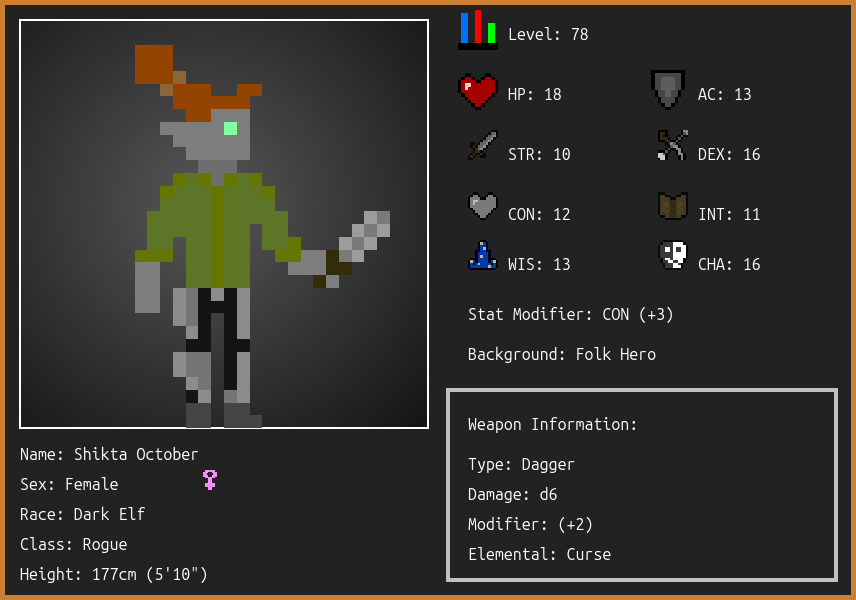 Level: 78
HP: 18
AC: 13
STR: 10
DEX: 16
CON: 12
INT: 11
WIS: 13
CHA: 16
Stat Modifier: CON (+3)
Background: Folk Hero
Weapon Information:
Type: Dagger
Damage: d6
Modifier: (+2)
Elemental: Curse
Name: Shikta October
Sex: Female
Race: Dark Elf
Class: Rogue
Height: 177cm (5'10")